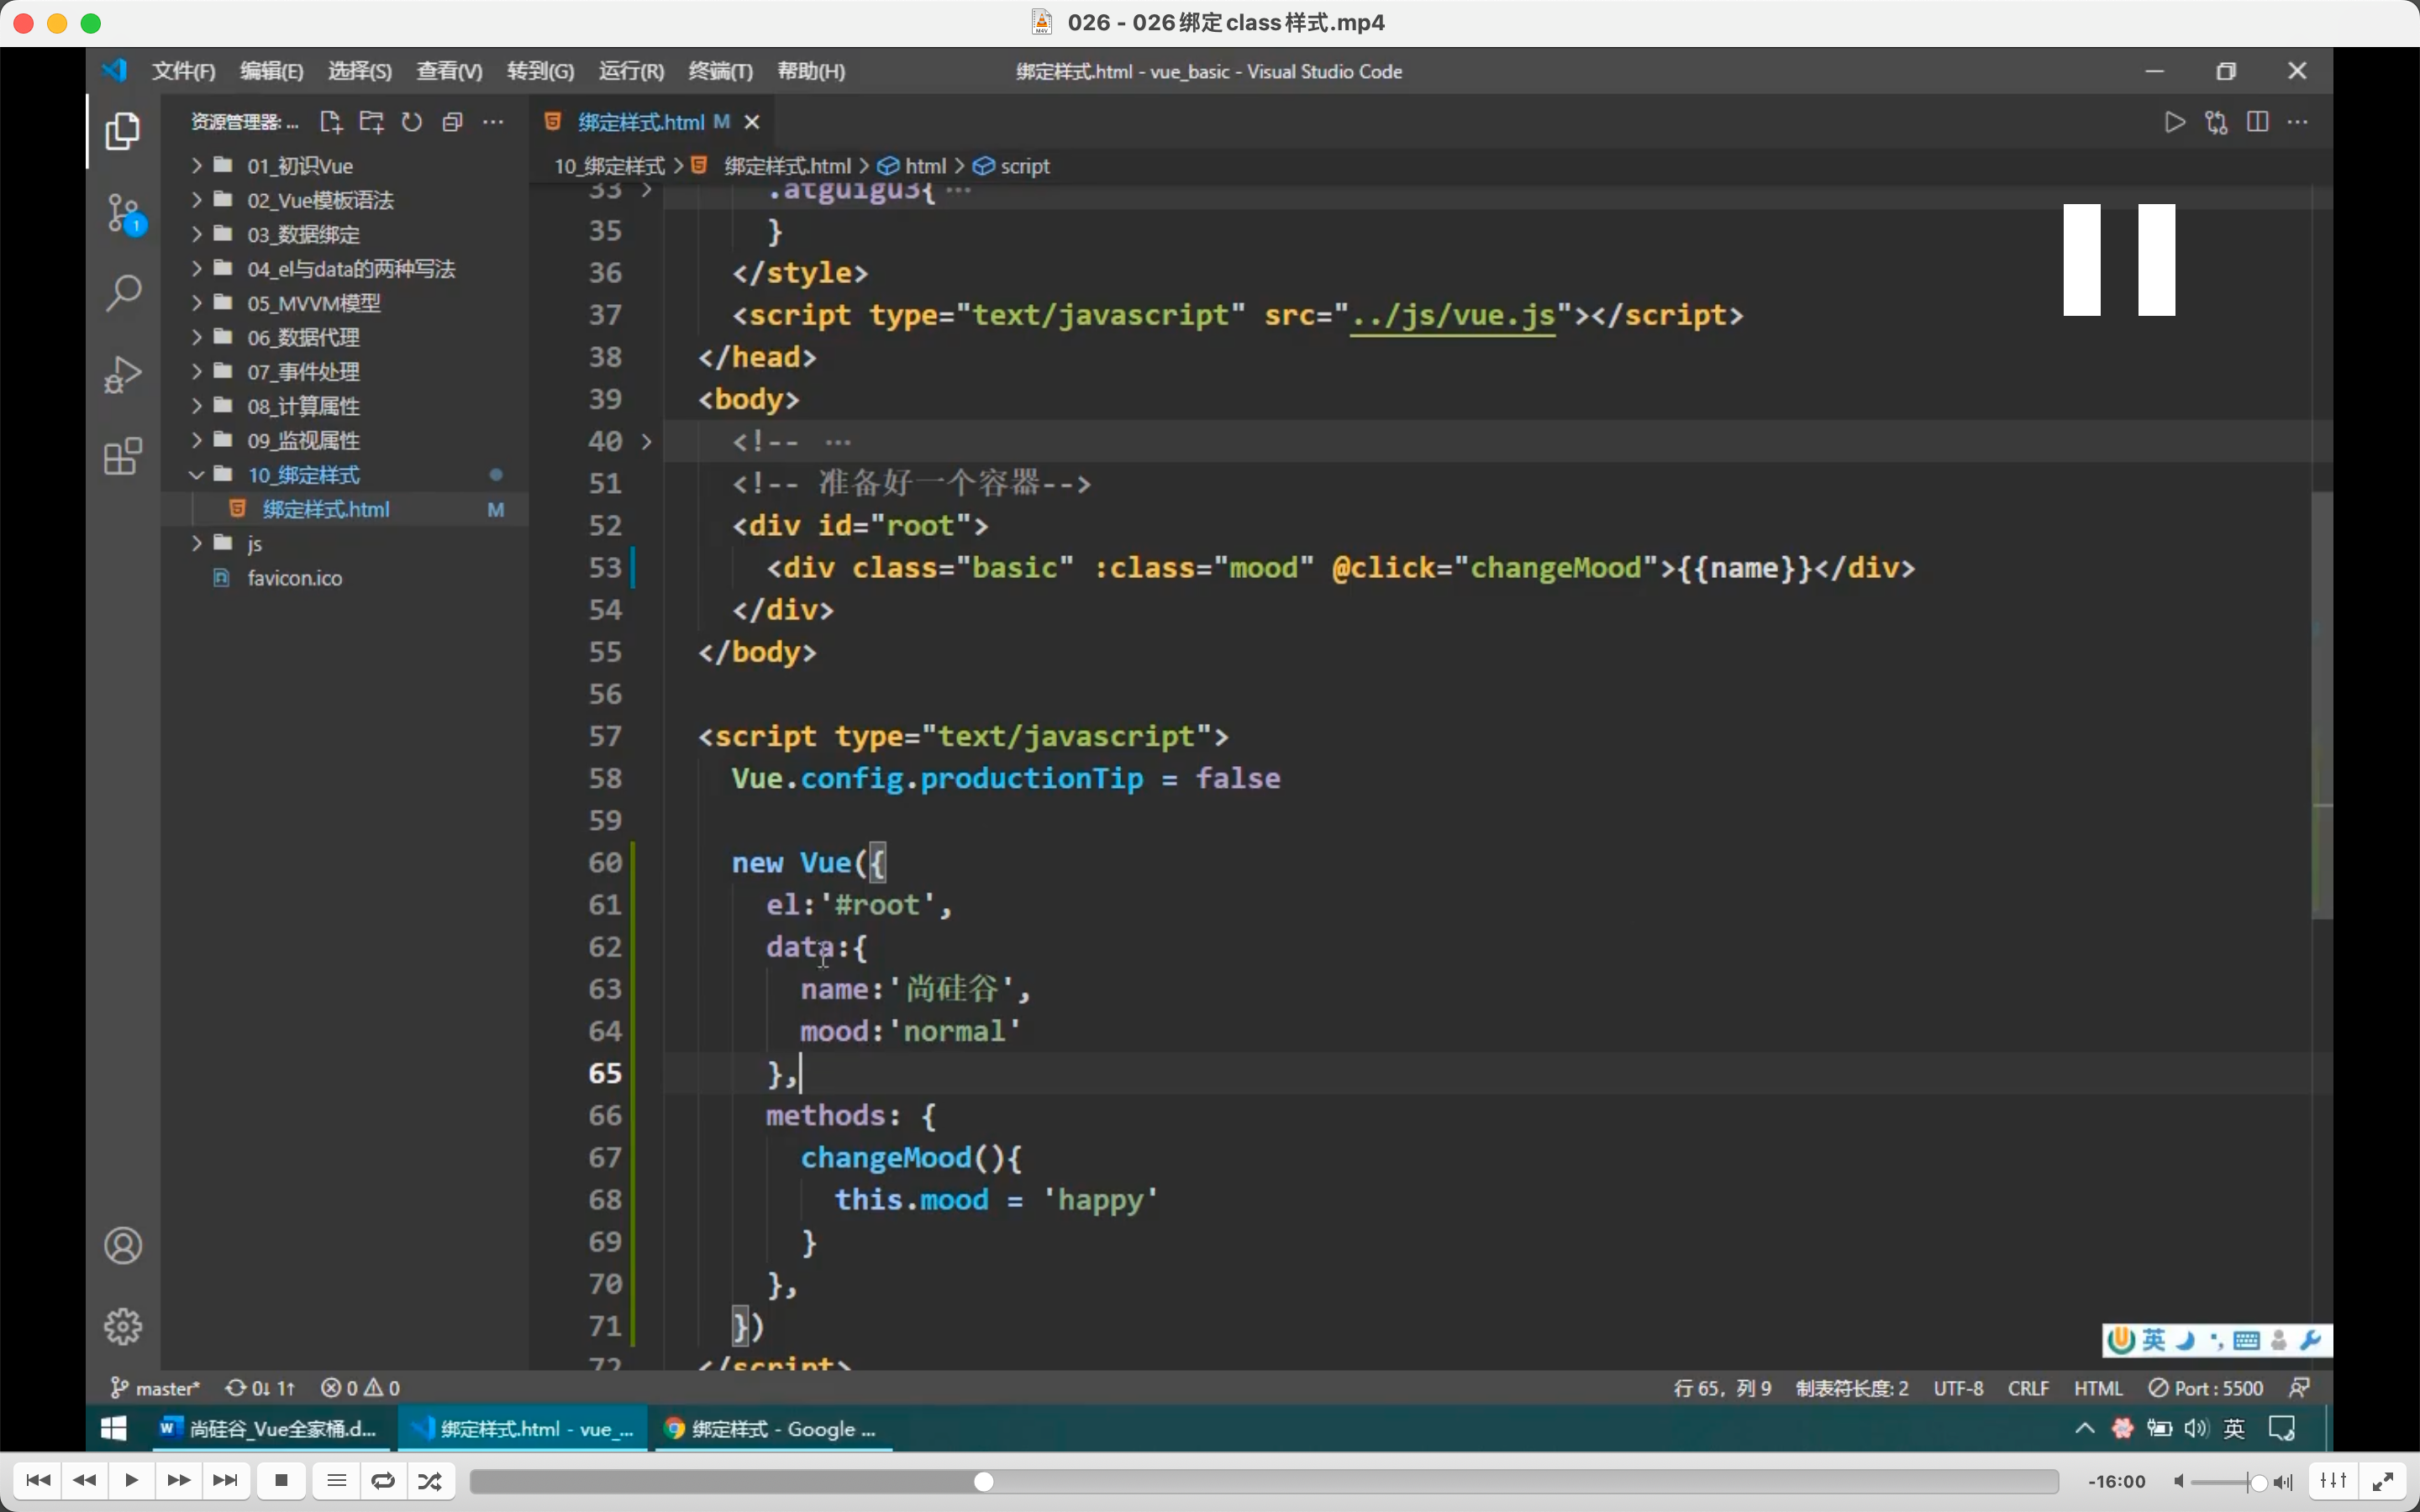 026 - 026绑定class样式.mp4
文件(F) 编辑(E) 选择(S) 查看(V) 转到(G) 运行(R) 终端(T) 帮助(H) 绑定样式.html - vue_basic - Visual Studio Code
资源管理器: ...
绑定样式.html M
10_绑定样式 > 绑定样式.html > html > script
01_初识Vue
02_Vue模板语法
03_数据绑定
04_el与data的两种写法
05_MVVM模型
06_数据代理
07_事件处理
08_计算属性
09_监视属性
10_绑定样式
绑定样式.html M
js
favicon.ico
1
33 .atguigu3{ ...
35 }
36 </style>
37 <script type="text/javascript" src="../js/vue.js"></script>
38 </head>
39 <body>
40 <!-- ...
51 <!-- 准备好一个容器-->
52 <div id="root">
53 <div class="basic" :class="mood" @click="changeMood">{{name}}</div>
54 </div>
55 </body>
56
57 <script type="text/javascript">
58 Vue.config.productionTip = false
59
60 new Vue({
61 el:'#root',
62 data:{
63 name:'尚硅谷',
64 mood:'normal'
65 },
66 methods: {
67 changeMood(){
68 this.mood = 'happy'
69 }
70 },
71 })
72 </script>
英
master* 0↓ 1↑ 0 0 行 65，列 9 制表符长度: 2 UTF-8 CRLF HTML Port : 5500
尚硅谷_Vue全家桶.d... 绑定样式.html - vue_... 绑定样式 - Google ... 英
-16:00